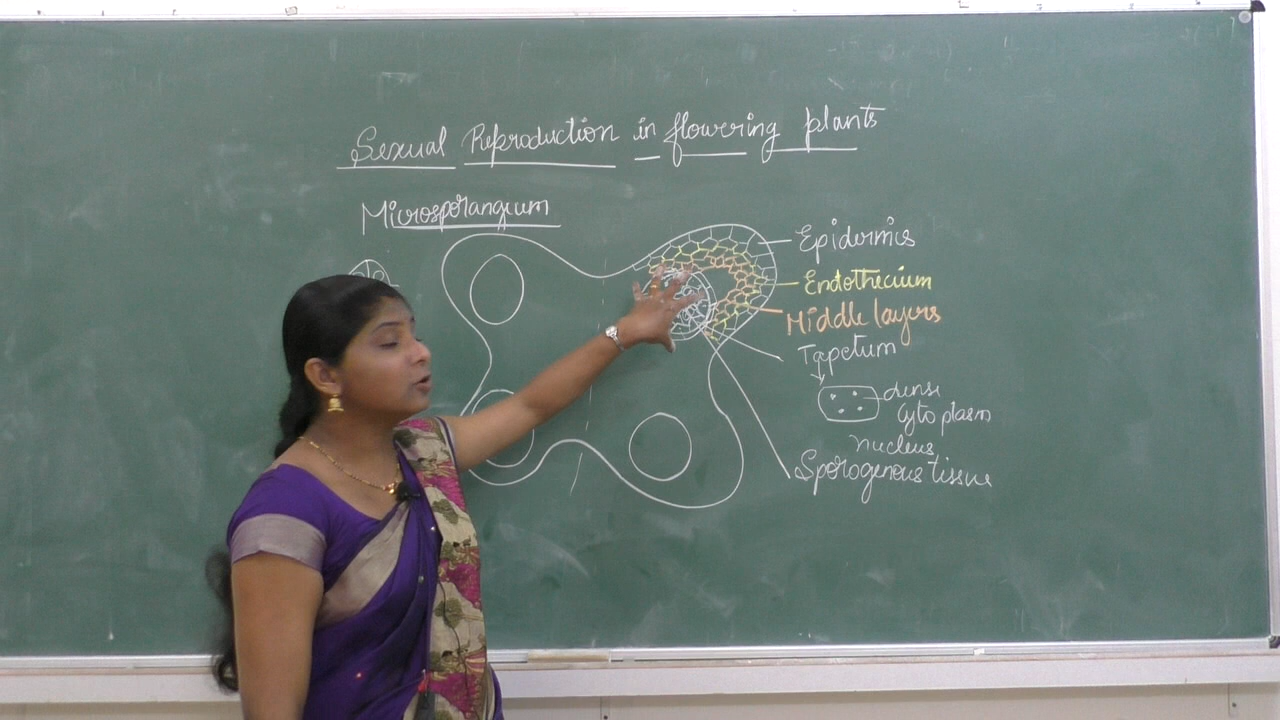 Sexual Reproduction in flowering plants
Microsporangium
Epidermis
Endothecium
Middle layers
Tapetum
dense
Cytoplasm
nucleus,
Sporogenous tissue